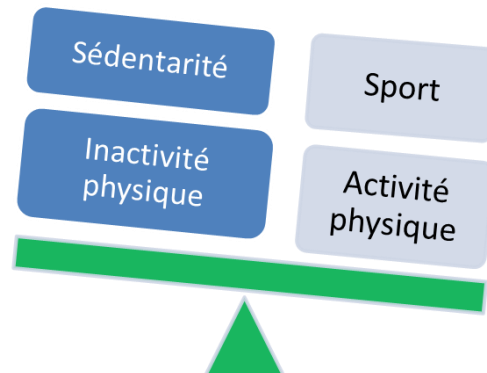 Sédentarité
Sport
Inactivité
physique
Activité
physique